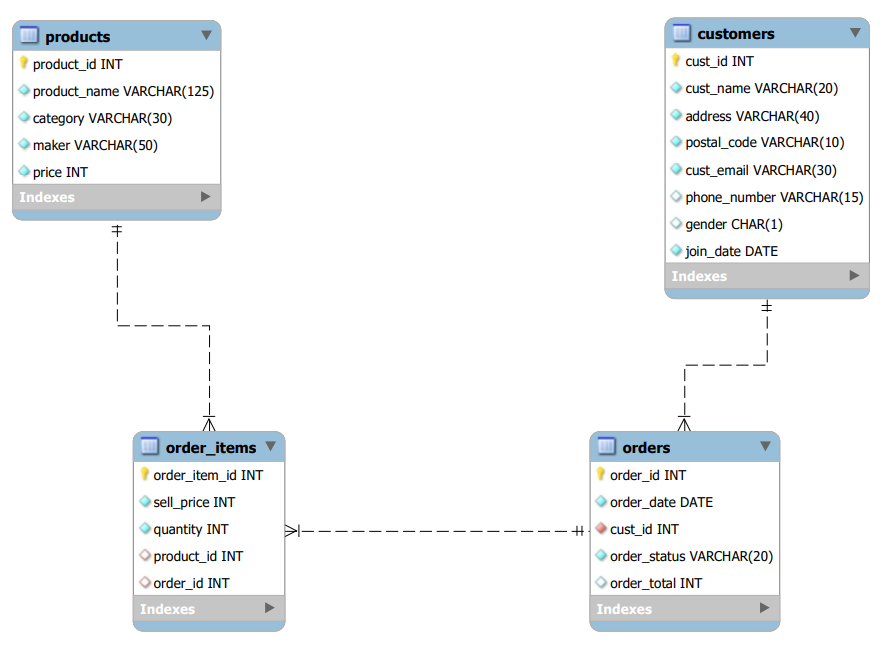 products
product_id INT
product_name VARCHAR(125)
category VARCHAR(30)
maker VARCHAR(50)
price INT
Indexes
customers
cust_id INT
cust_name VARCHAR(20)
address VARCHAR(40)
postal_code VARCHAR(10)
cust_email VARCHAR(30)
phone_number VARCHAR(15)
gender CHAR(1)
join_date DATE
Indexes
order_items
order_item_id INT
sell_price INT
quantity INT
product_id INT
order_id INT
Indexes
orders
order_id INT
order_date DATE
cust_id INT
order_status VARCHAR(20)
order_total INT
Indexes